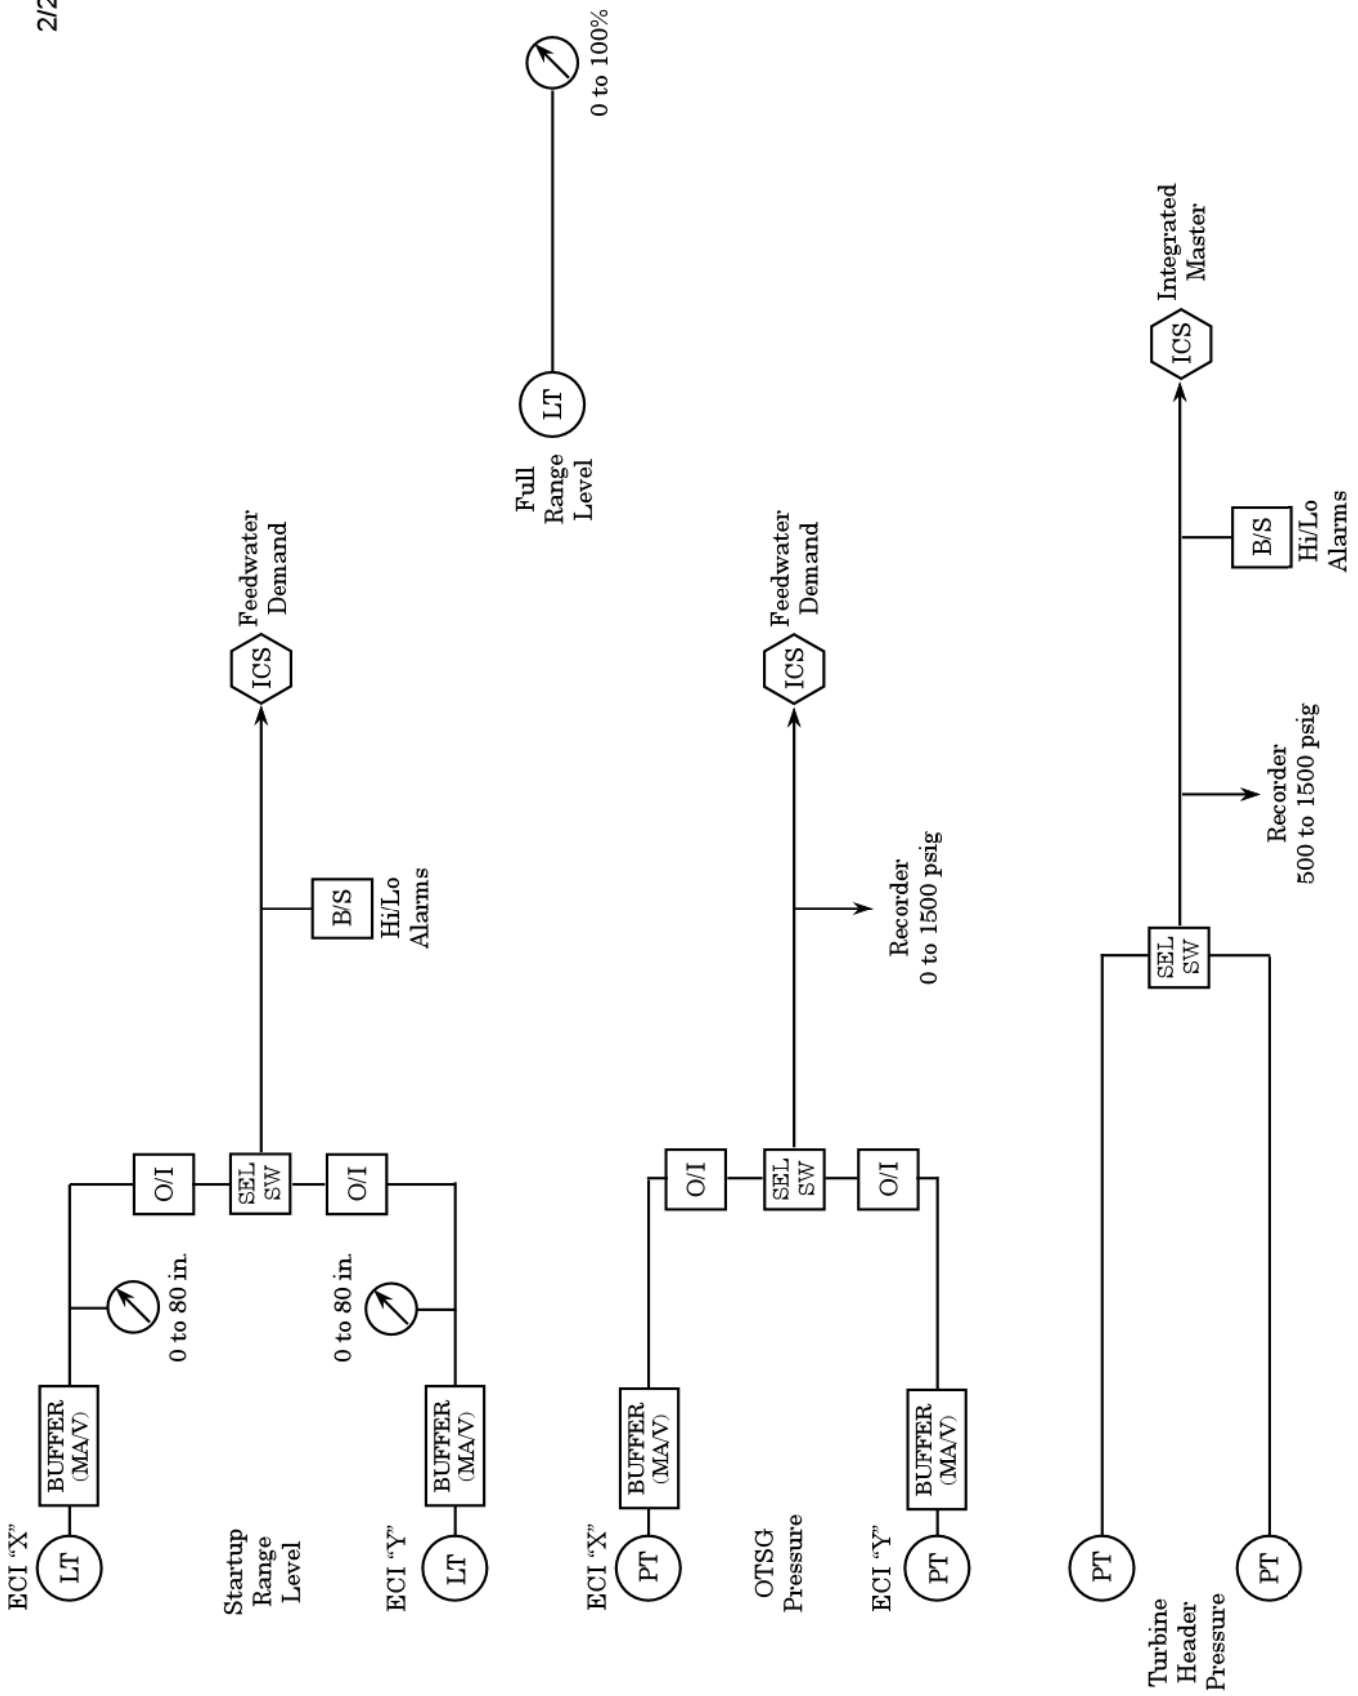 2/2
ECI “X”
LT
BUFFER
(MA/V)
0 to 80 in.
O/I
SEL
SW
O/I
B/S
Hi/Lo
Alarms
ICS
Feedwater
Demand
Startup
Range
Level
ECI “Y”
LT
BUFFER
(MA/V)
0 to 80 in.
Full
Range
Level
LT
0 to 100%
ECI “X”
PT
BUFFER
(MA/V)
O/I
SEL
SW
O/I
Recorder
0 to 1500 psig
ICS
Feedwater
Demand
OTSG
Pressure
ECI “Y”
PT
BUFFER
(MA/V)
PT
Turbine
Header
Pressure
PT
SEL
SW
Recorder
500 to 1500 psig
B/S
Hi/Lo
Alarms
ICS
Integrated
Master